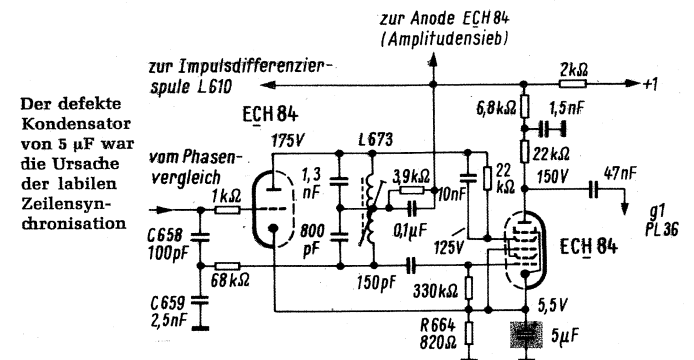 zur Anode ECH 84
(Amplitudensieb)
zur Impulsdifferenzier-
spule L610
2kΩ
+1
ECH 84
6,8kΩ
1,5nF
Der defekte
Kondensator
von 5 µF war
die Ursache
der labilen
Zeilensyn-
chronisation
175V
L673
22kΩ
150V
47nF
vom Phasen-
vergleich
1,3
nF
3,9kΩ
10nF
22
kΩ
g1
PL36
1kΩ
0,1µF
125V
ECH 84
C658
100pF
800
pF
68kΩ
150pF
330kΩ
C659
2,5nF
5,5V
R664
820Ω
5µF